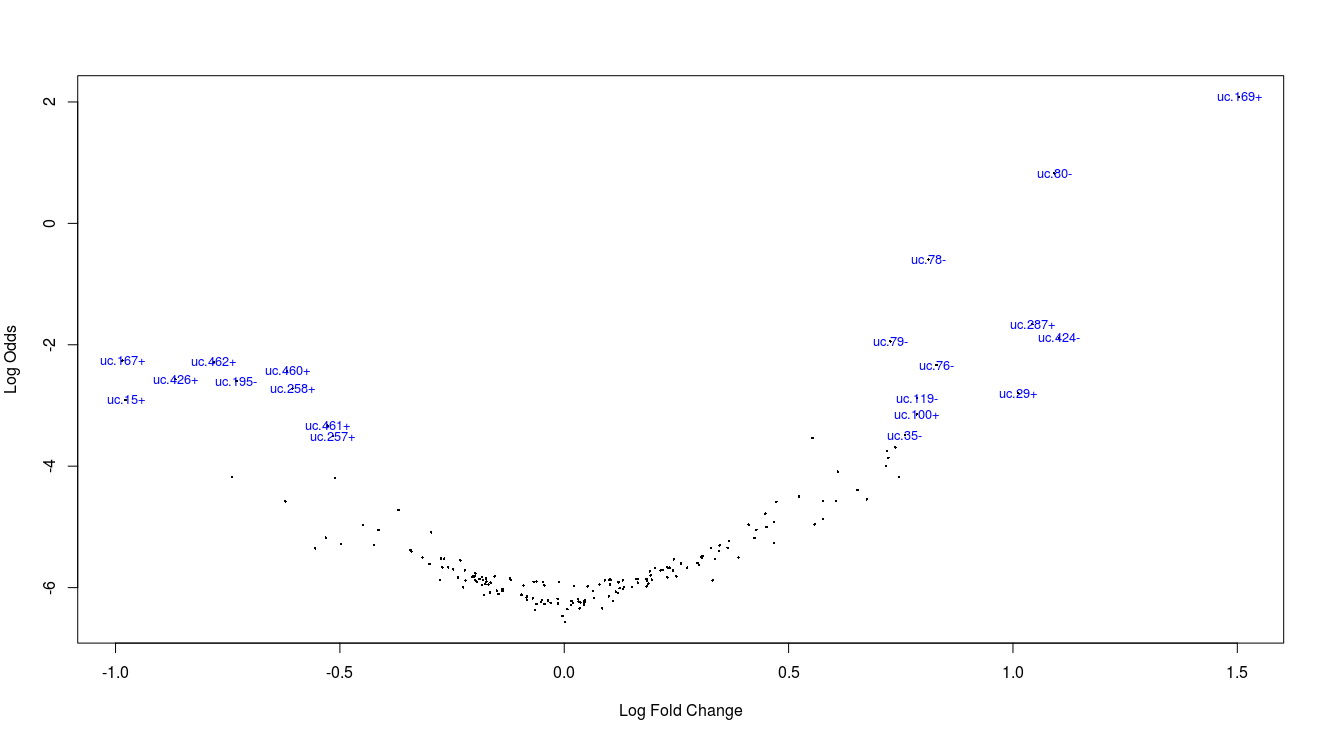 2
0
-2
-4
-6
Log Odds
uc.169+
uc.80-
uc.78-
uc.287+
uc.424-
uc.79-
uc.76-
uc.29+
uc.119-
uc.100+
uc.35-
uc.167+
uc.462+
uc.460+
uc.426+
uc.195-
uc.258+
uc.15+
uc.461+
uc.257+
-1.0 -0.5 0.0 0.5 1.0 1.5
Log Fold Change